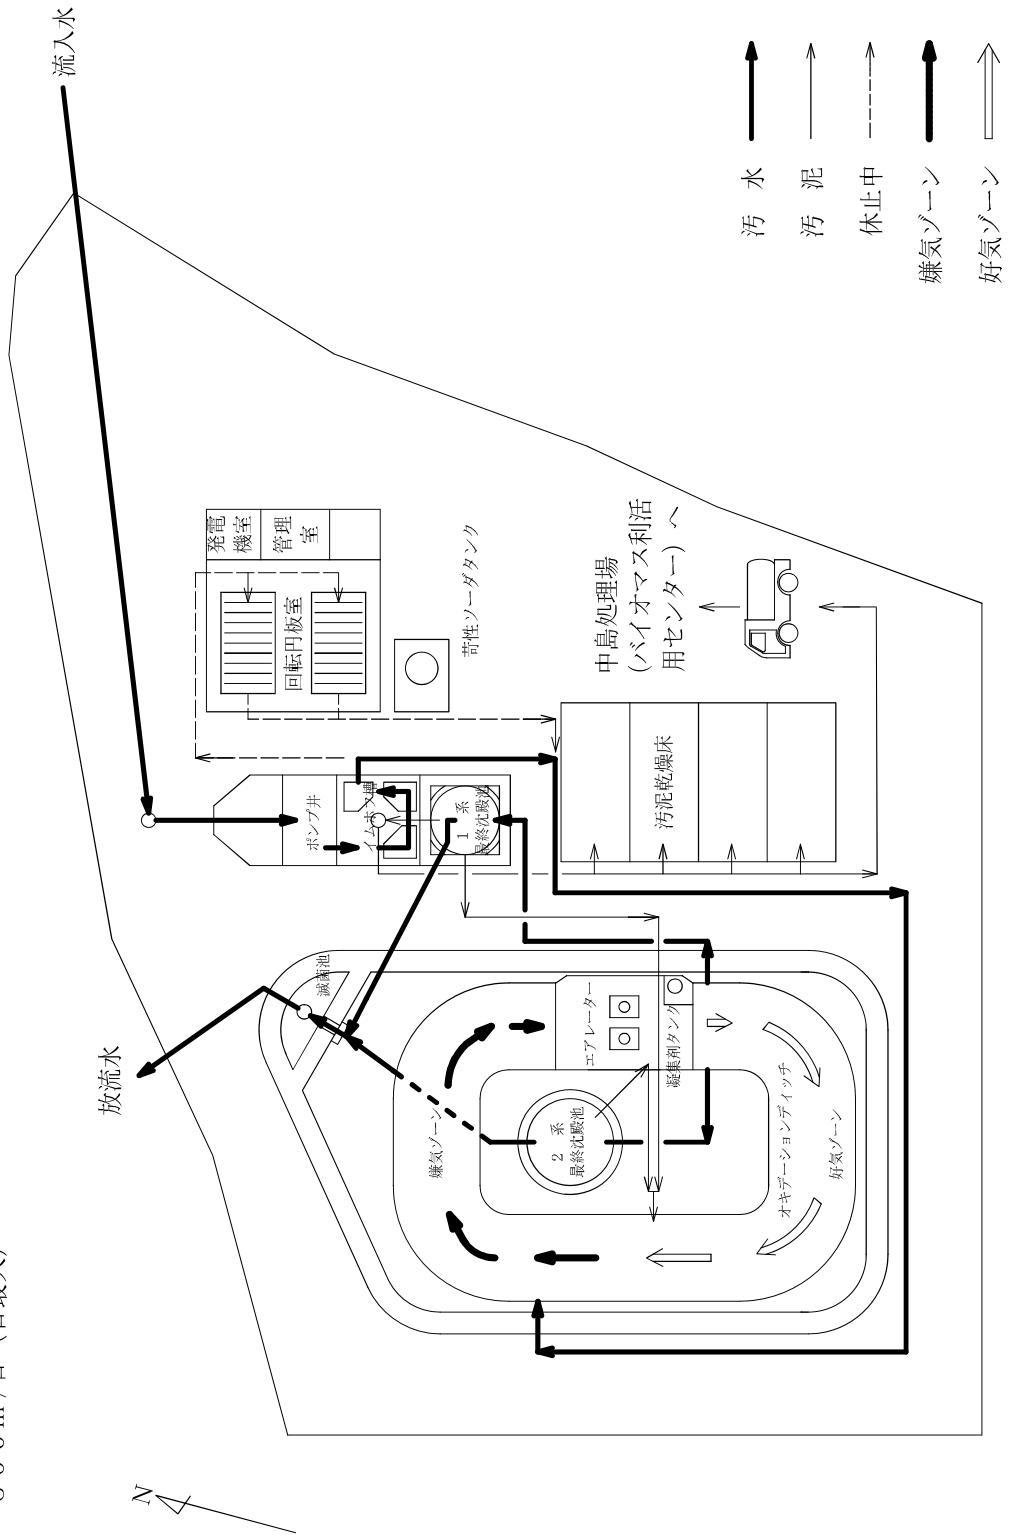 流入水
放流水
N
発電
機室
管理
室
回転円板室
苛性ソーダタンク
ポンプ井
イムホフ槽
1 系
最終沈殿池
滅菌池
中島処理場
(バイオマス利活
用センター) へ
汚泥乾燥床
エアレーター
凝集剤タンク
2 系
最終沈殿池
嫌気ゾーン
オキデーションディッチ
好気ゾーン
汚 水
汚 泥
休止中
嫌気ゾーン
好気ゾーン